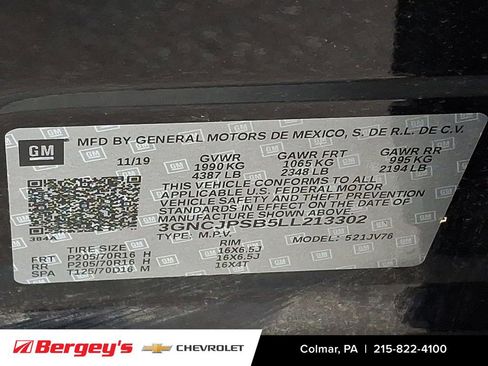 GM
MFD BY GENERAL MOTORS DE MEXICO, S. DE R.L. DE C.V.
11/19 GVWR GAWR FRT GAWR RR
1990 KG 1065 KG 995 KG
4387 LB 2348 LB 2194 LB
THIS VEHICLE CONFORMS TO ALL
APPLICABLE U.S. FEDERAL MOTOR
VEHICLE SAFETY AND THEFT PREVENTION
STANDARDS IN EFFECT ON THE DATE OF
MANUFACTURE SHOWN ABOVE.
3GNCJPSB5LL213302
TYPE: M.P.V. MODEL: 521JV76
384A
TIRE SIZE RIM
FRT P205/70R16 H 16X6.5J
RR P205/70R16 H 16X6.5J
SPA T125/70D16 M 16X4T
Bergey's CHEVROLET Colmar, PA | 215-822-4100